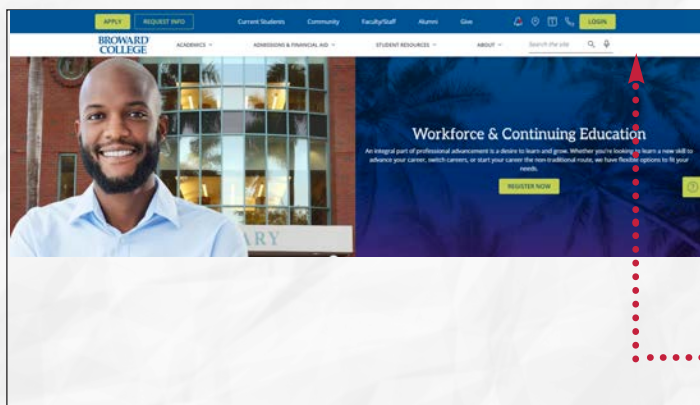 APPLY REQUEST INFO Current Students Community Faculty/Staff Alumni Give LOGIN
BROWARD
COLLEGE
ACADEMICS ADMISSIONS & FINANCIAL AID STUDENT RESOURCES ABOUT Search the site
Workforce & Continuing Education
An integral part of professional advancement is a desire to learn and grow. Whether you're looking to learn a new skill to
advance your career, switch careers, or start your career the non-traditional route, we have flexible options to fit your
needs.
REGISTER NOW
ARY